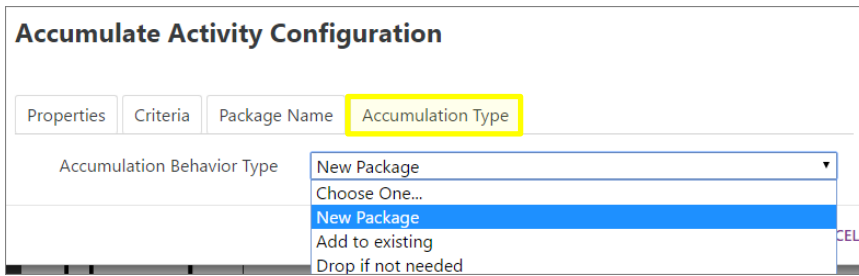 Accumulate Activity Configuration
Properties Criteria Package Name Accumulation Type
Accumulation Behavior Type New Package
Choose One...
New Package
Add to existing
Drop if not needed